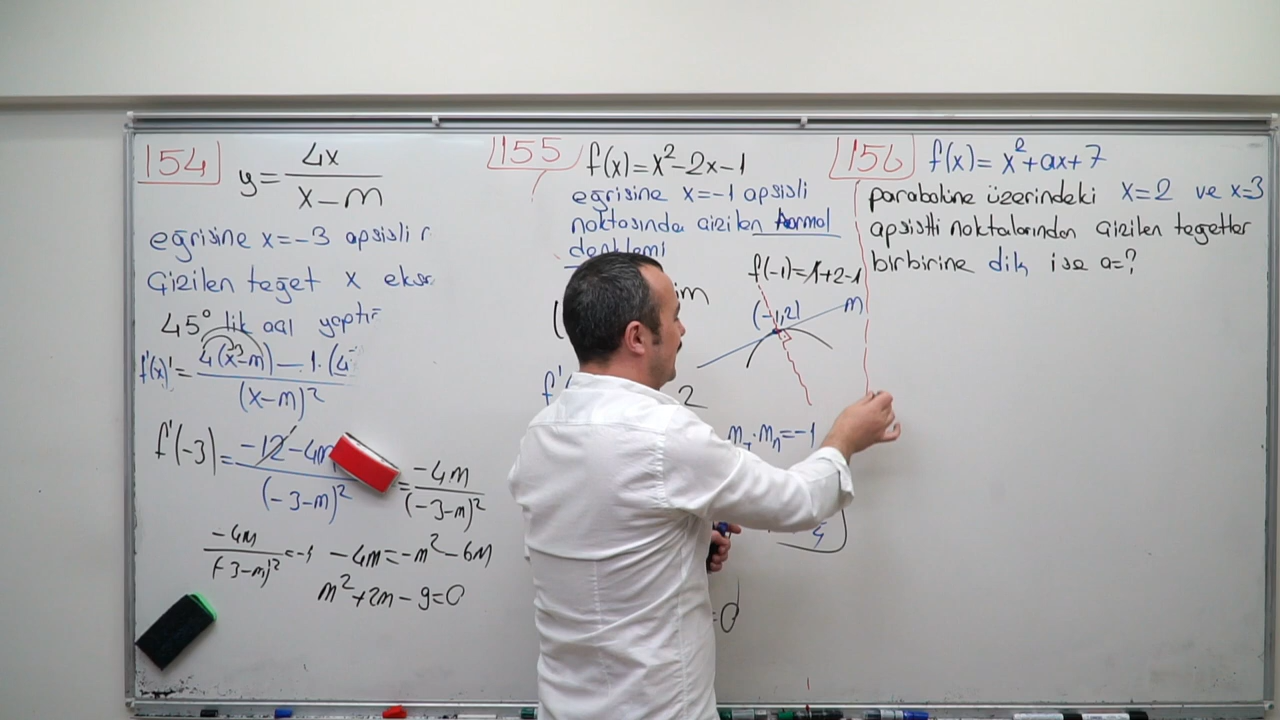 154
y = 4x / (x-m)
eğrisine x=-3 apsisli
Çizilen teğet x
45° lik açı
f'(x)' = 4(x-m) - 1.(4 / (x-m)²
f'(-3) = -12-4m / (-3-m)² = -4m / (-3-m)²
-4m / (-3-m)² = -1
-4m = -m²-6m
m²+2m-9=0
155
f(x)=x²-2x-1
eğrisine x=-1 apsisli
noktasında çizilen normal
denklemi
f(-1)=1+2-1
(-1,2)
m
2
mT.mn=-1
156
f(x)= x²+ax+7
parabolüne üzerindeki x=2 ve x=3
apsistli noktalarından çizilen teğetler
birbirine dik ise a=?